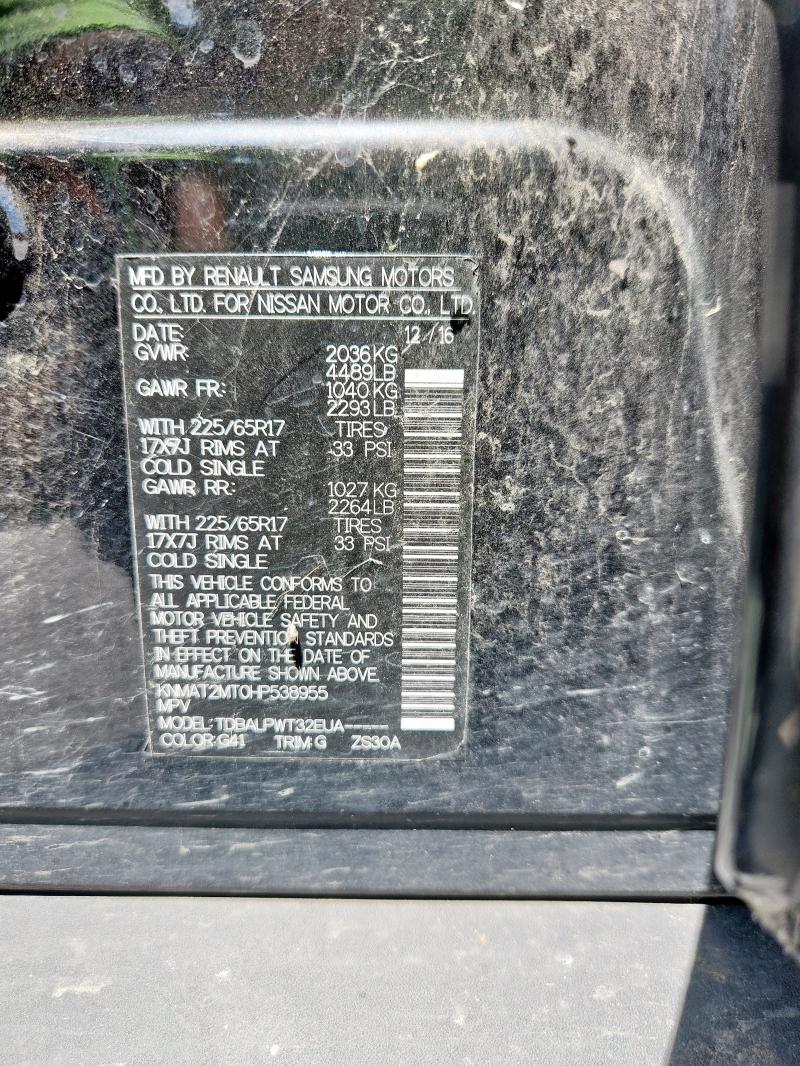 MFD BY RENAULT SAMSUNG MOTORS
CO., LTD. FOR NISSAN MOTOR CO., LTD
DATE: 12/16
GVWR: 2036 KG
4489 LB
GAWR FR: 1040 KG
2293 LB
WITH 225/65R17 TIRES
17X7J RIMS AT 33 PSI
COLD SINGLE
GAWR RR: 1027 KG
2264 LB
WITH 225/65R17 TIRES
17X7J RIMS AT 33 PSI
COLD SINGLE
THIS VEHICLE CONFORMS TO
ALL APPLICABLE FEDERAL
MOTOR VEHICLE SAFETY AND
THEFT PREVENTION STANDARDS
IN EFFECT ON THE DATE OF
MANUFACTURE SHOWN ABOVE
KNMAT2MT0HP538955
MPV
MODEL: TDBALPWT32EUA-----
COLOR:G41 TRIM:G ZS30A